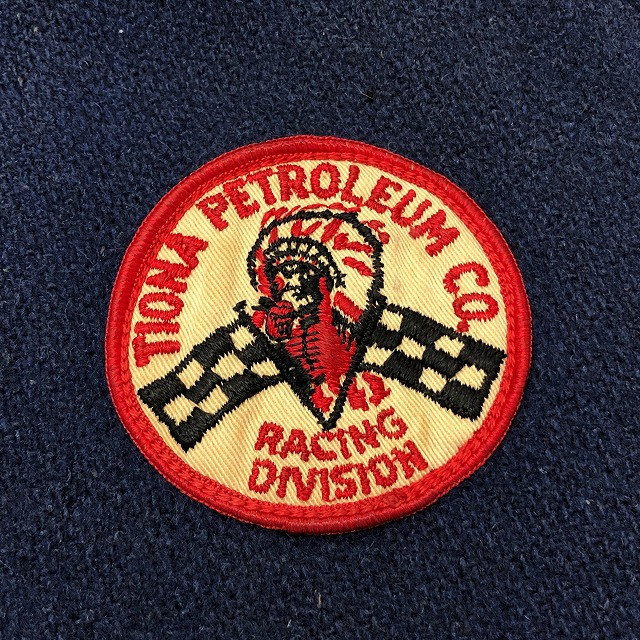 TIONA PETROLEUM CO.
RACING
DIVISION